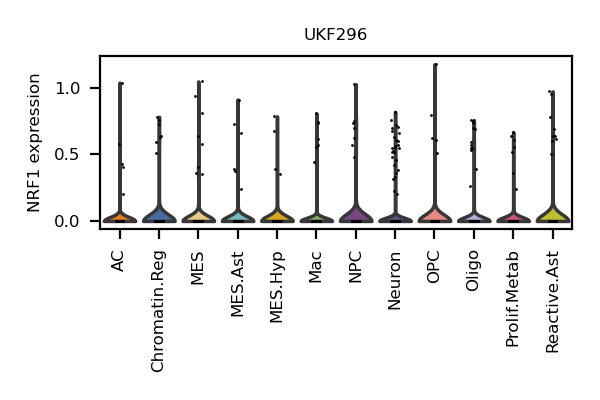 UKF296
NRF1 expression
1.0
0.5
0.0
AC
Chromatin.Reg
MES
MES.Ast
MES.Hyp
Mac
NPC
Neuron
OPC
Oligo
Prolif.Metab
Reactive.Ast